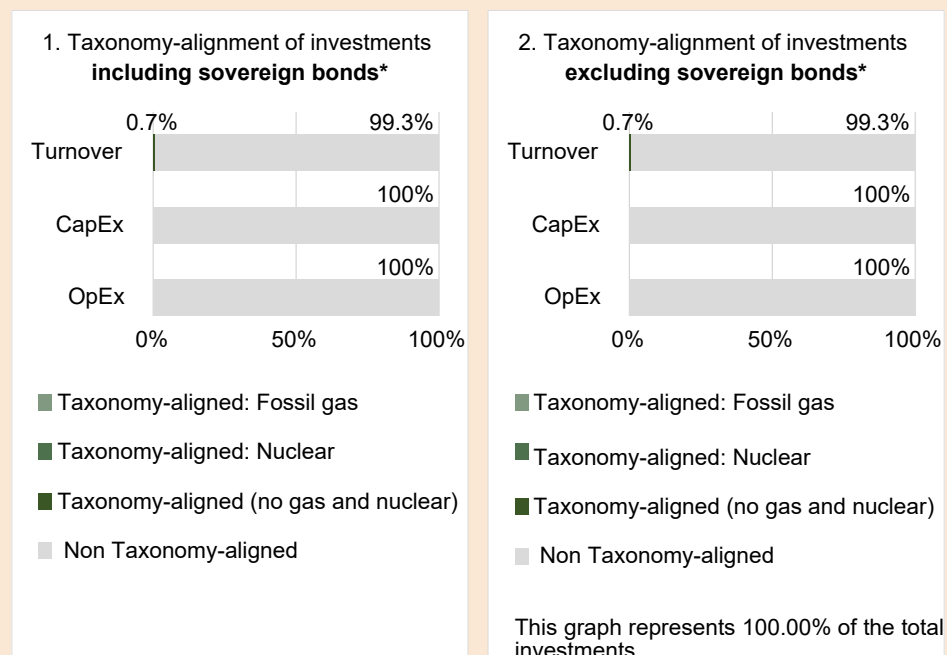 1. Taxonomy-alignment of investments
including sovereign bonds*
0.7% 99.3%
Turnover
100%
CapEx
100%
OpEx
0% 50% 100%
Taxonomy-aligned: Fossil gas
Taxonomy-aligned: Nuclear
Taxonomy-aligned (no gas and nuclear)
Non Taxonomy-aligned
2. Taxonomy-alignment of investments
excluding sovereign bonds*
0.7% 99.3%
Turnover
100%
CapEx
100%
OpEx
0% 50% 100%
Taxonomy-aligned: Fossil gas
Taxonomy-aligned: Nuclear
Taxonomy-aligned (no gas and nuclear)
Non Taxonomy-aligned
This graph represents 100.00% of the total
investments